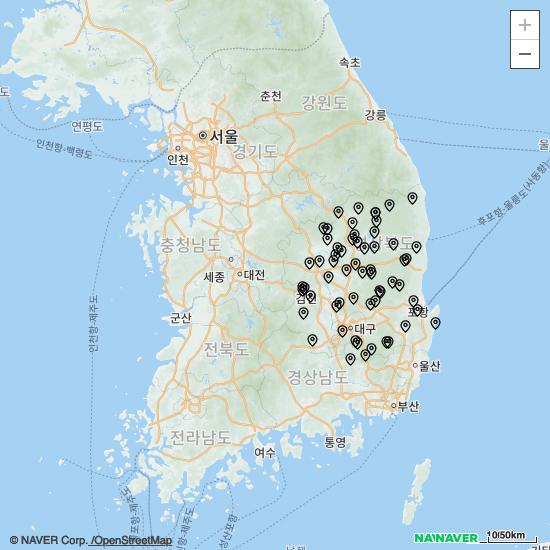 +
−
속초
춘천
강원도
연평도
강릉
서울
인천
경기도
인천항-백령도
후포항-울릉도(사동항)
충청남도
세종
대전
인천항-제주도
군산
포항
대구
전북도
경상남도
울산
부산
전라남도
통영
여수
© NAVER Corp. /OpenStreetMap
NAVER
10/50km